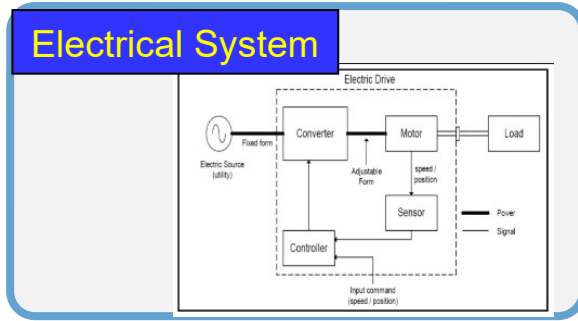 Electrical System
Electric Drive
Converter
Motor
Load
Fixed form
Electric Source
(utility)
Adjustable
Form
speed /
position
Sensor
Power
Signal
Controller
Input command
(speed / position)